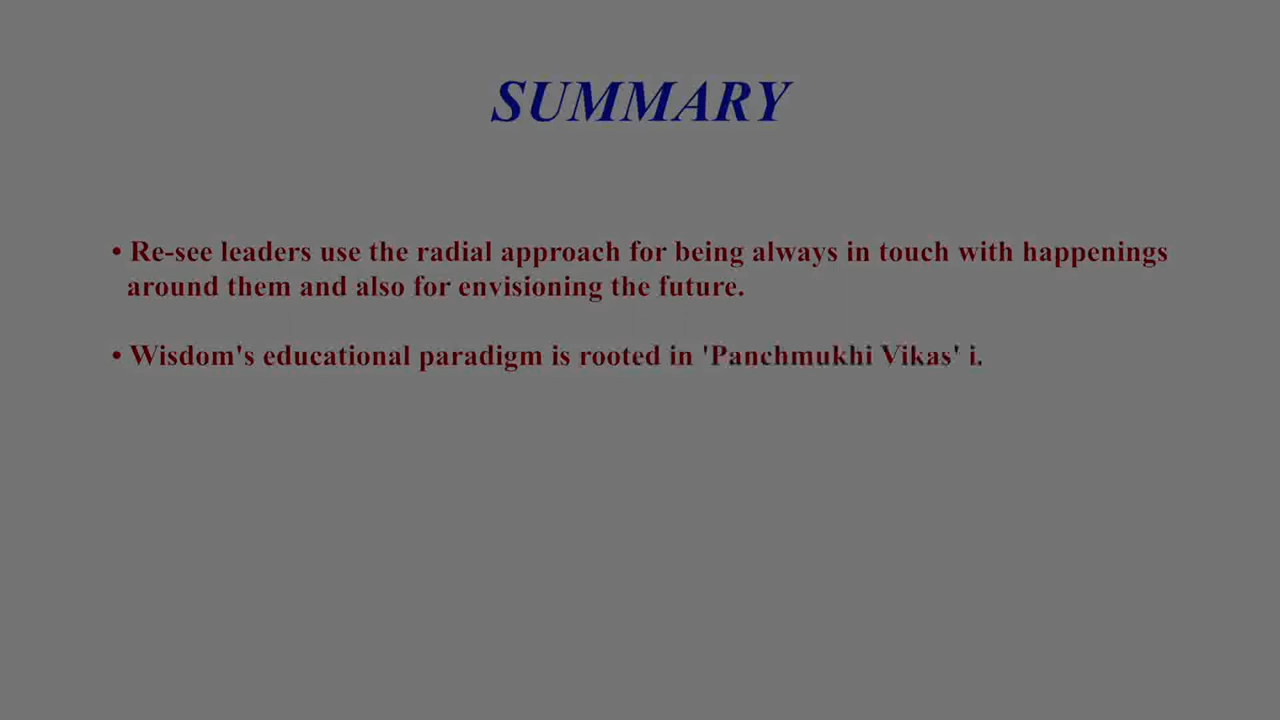 SUMMARY
• Re-see leaders use the radial approach for being always in touch with happenings
around them and also for envisioning the future.
• Wisdom's educational paradigm is rooted in 'Panchmukhi Vikas' i.